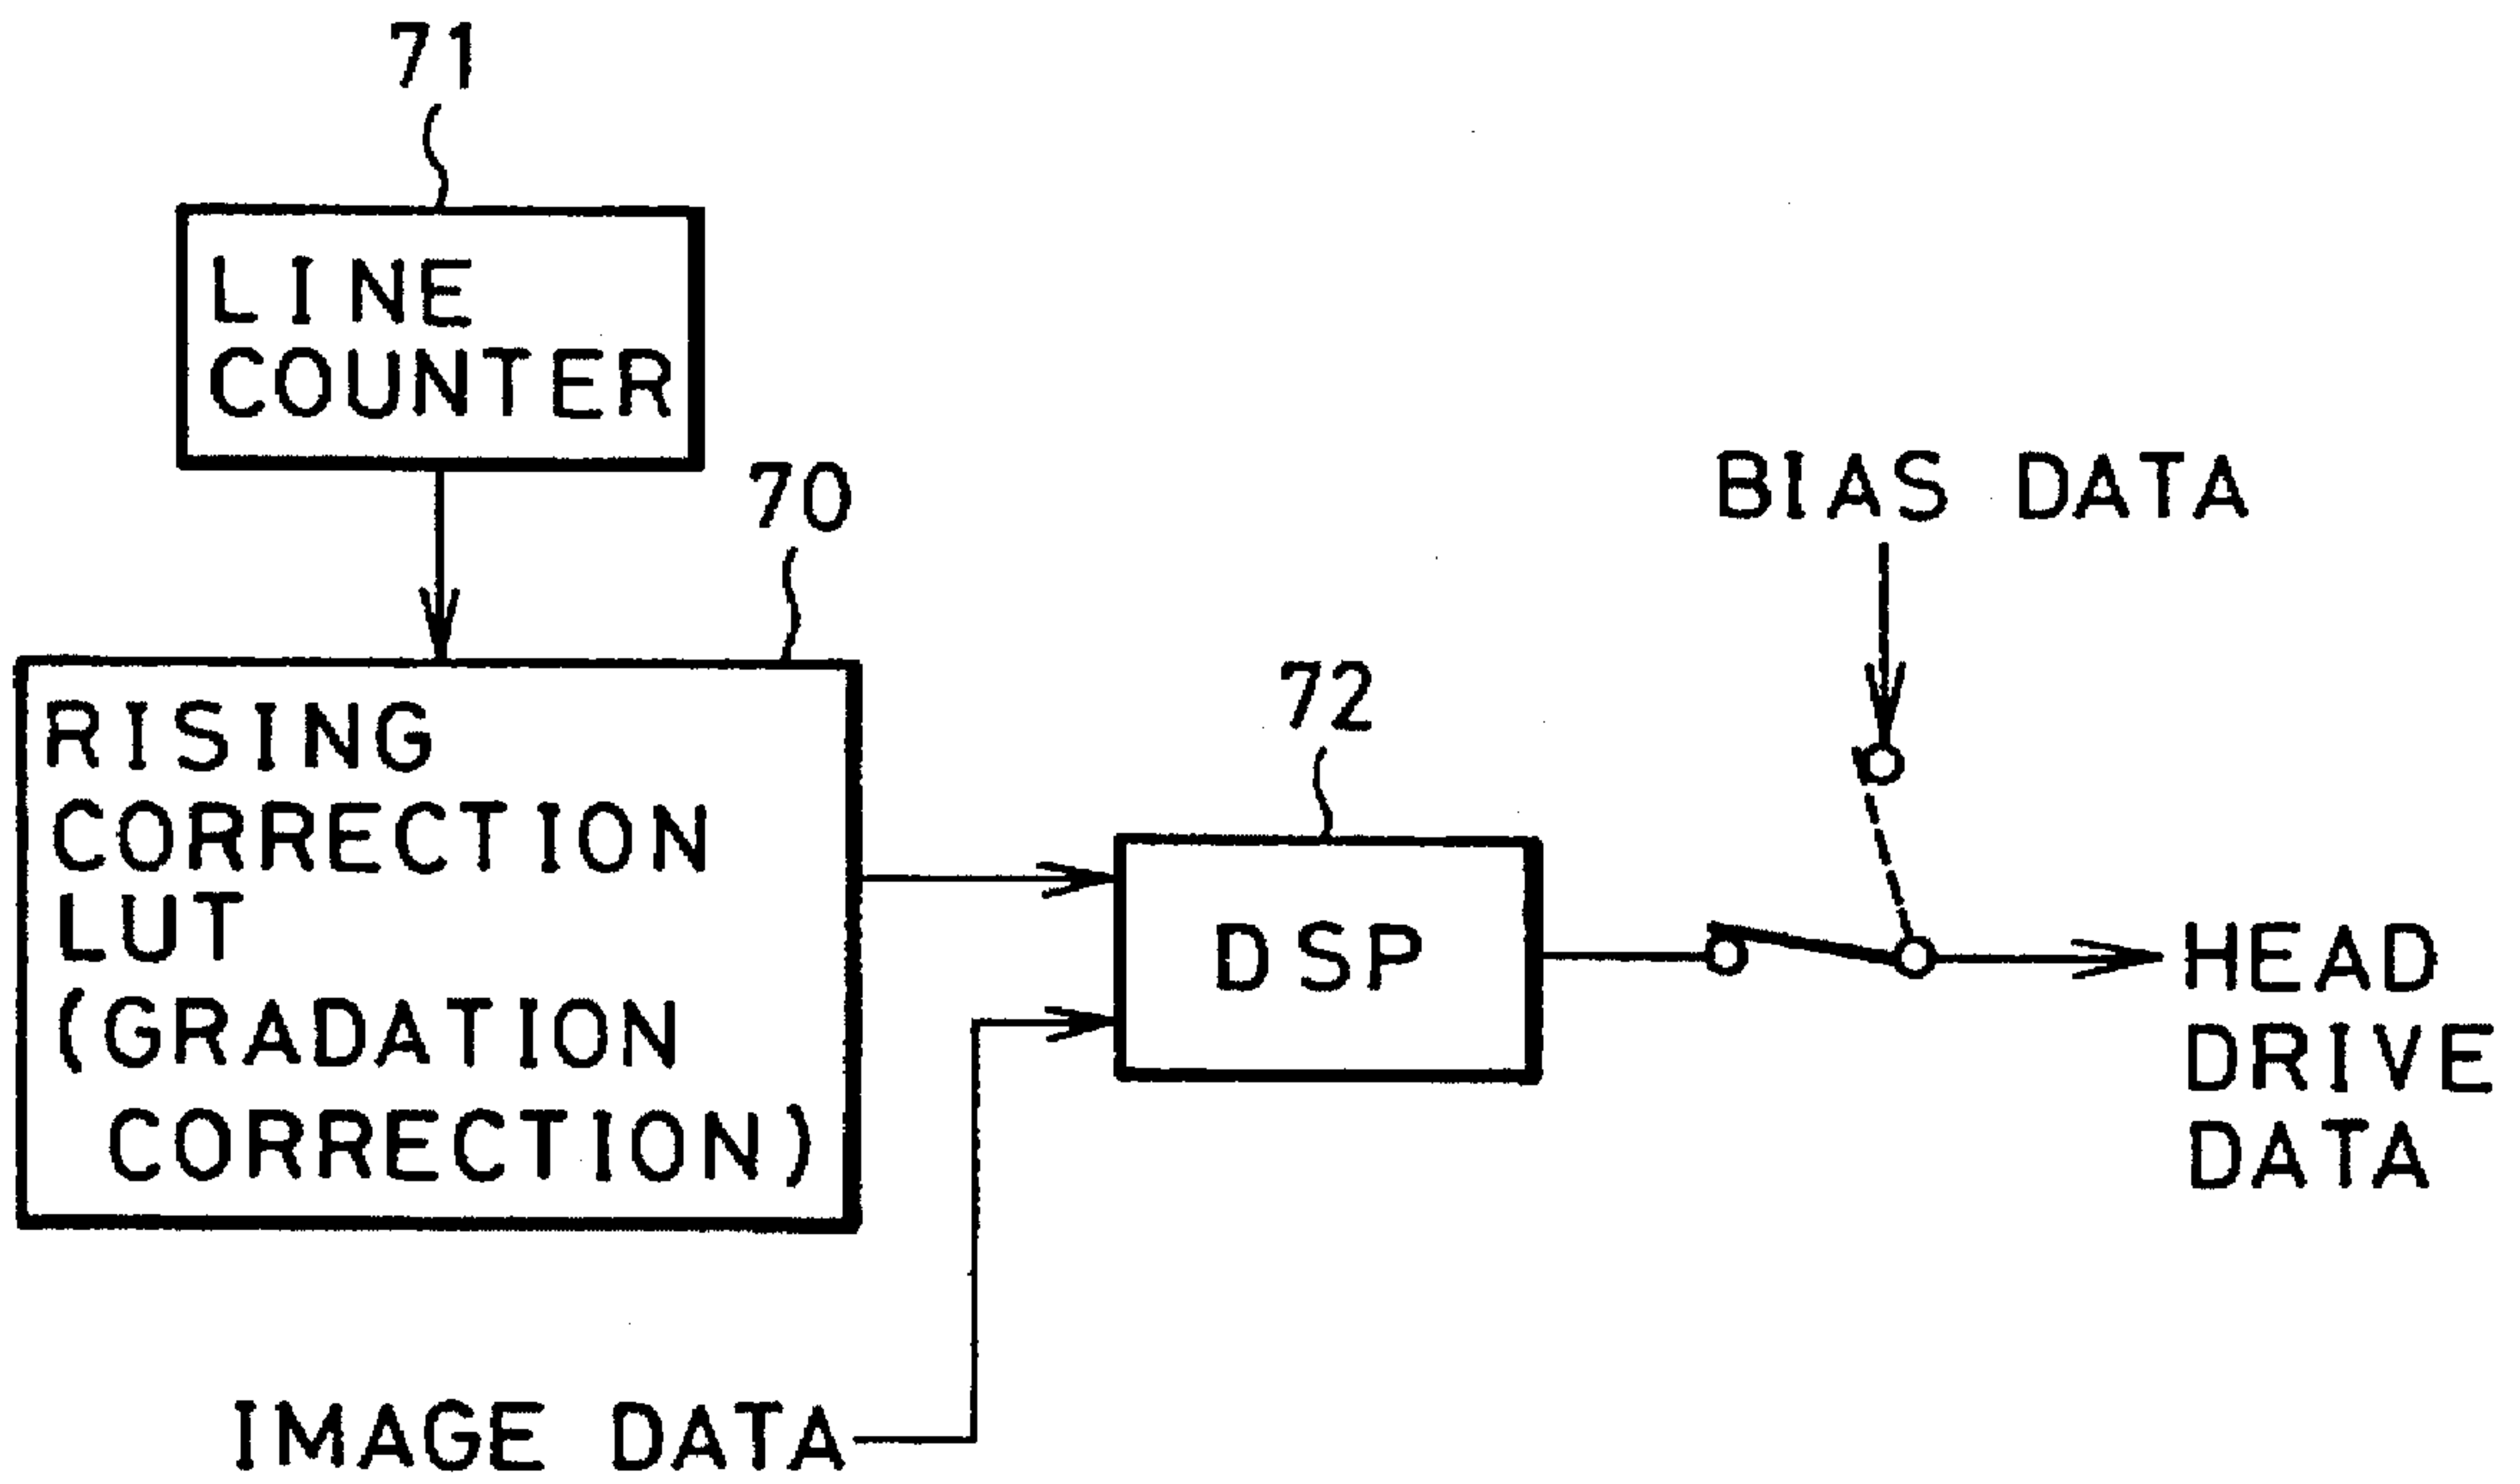 71
LINE
COUNTER
70
RISING
CORRECTION
LUT
(GRADATION
CORRECTION)
IMAGE DATA
72
DSP
BIAS DATA
HEAD
DRIVE
DATA